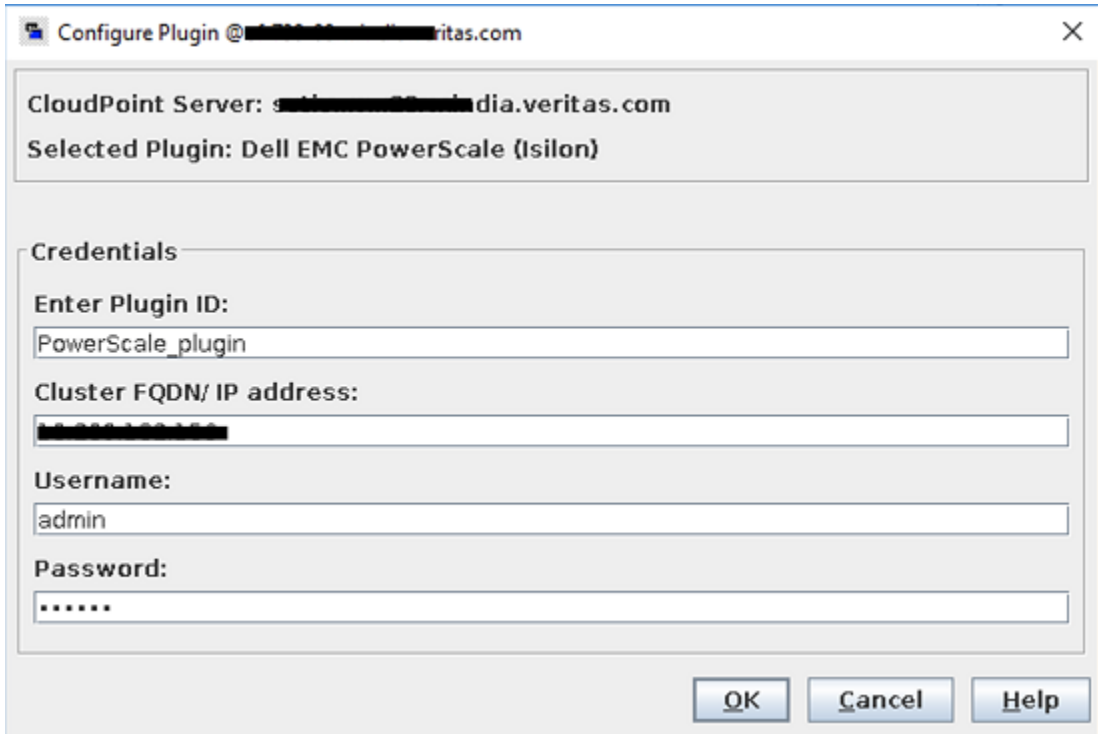 Configure Plugin @ ritas.com
CloudPoint Server: dia.veritas.com
Selected Plugin: Dell EMC PowerScale (Isilon)
Credentials
Enter Plugin ID:
PowerScale_plugin
Cluster FQDN/ IP address:
Username:
admin
Password:
••••••
OK
Cancel
Help